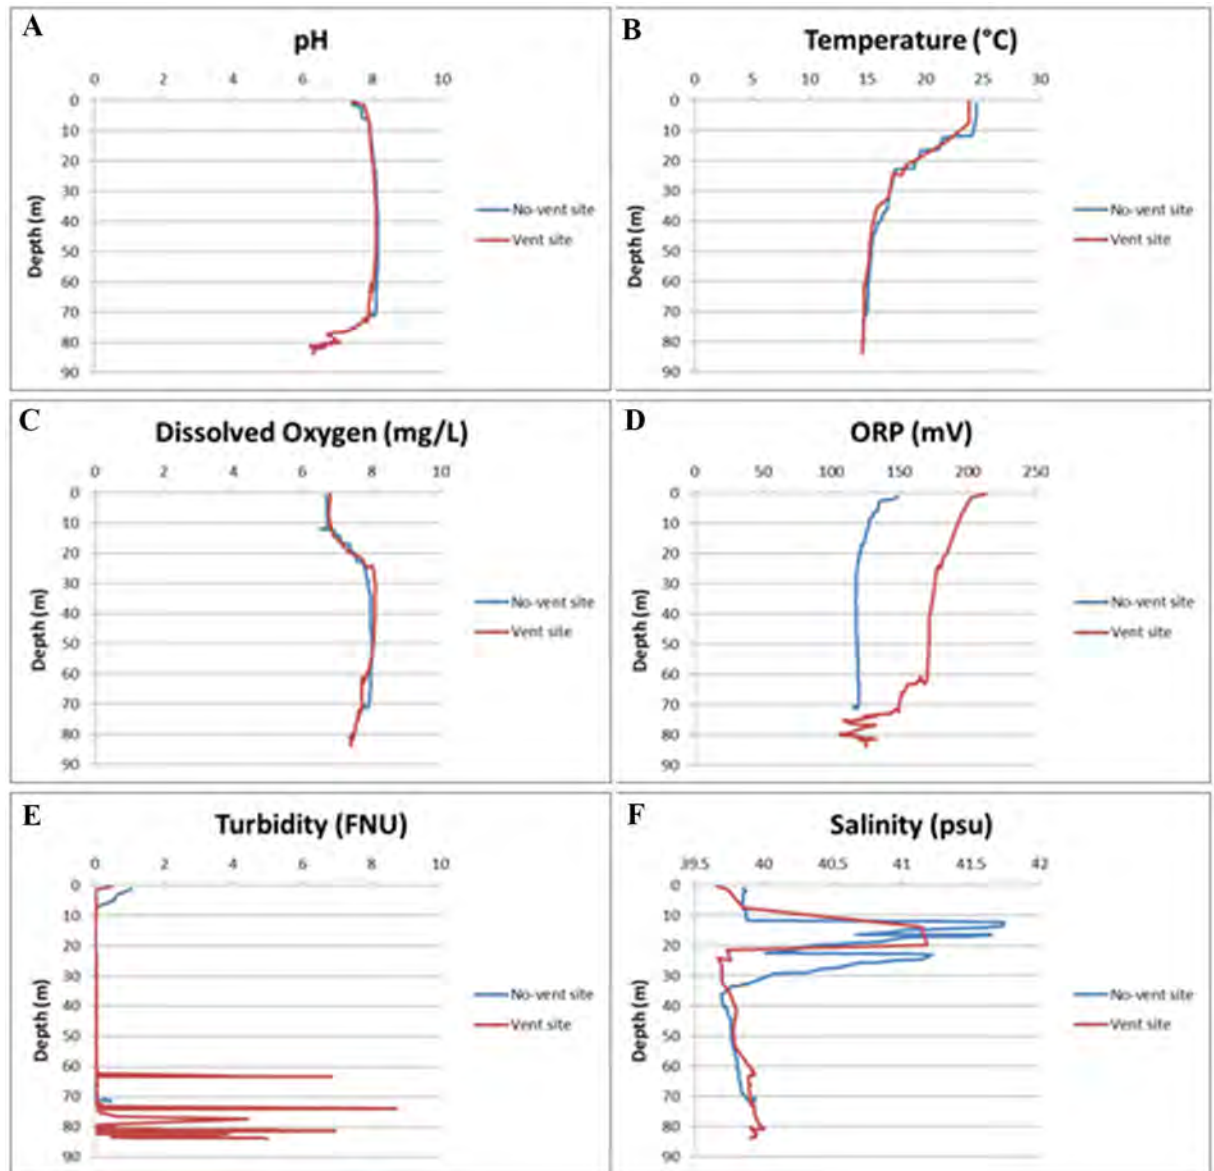 A
pH
0 2 4 6 8 10
0
10
20
30
40
50
60
70
80
90
Depth (m)
No-vent site
Vent site
B
Temperature (°C)
0 5 10 15 20 25 30
0
10
20
30
40
50
60
70
80
90
Depth (m)
No-vent site
Vent site
C
Dissolved Oxygen (mg/L)
0 2 4 6 8 10
0
10
20
30
40
50
60
70
80
90
Depth (m)
No-vent site
Vent site
D
ORP (mV)
0 50 100 150 200 250
0
10
20
30
40
50
60
70
80
90
Depth (m)
No-vent site
Vent site
E
Turbidity (FNU)
0 2 4 6 8 10
0
10
20
30
40
50
60
70
80
90
Depth (m)
No-vent site
Vent site
F
Salinity (psu)
39.5 40 40.5 41 41.5 42
0
10
20
30
40
50
60
70
80
90
Depth (m)
No-vent site
Vent site